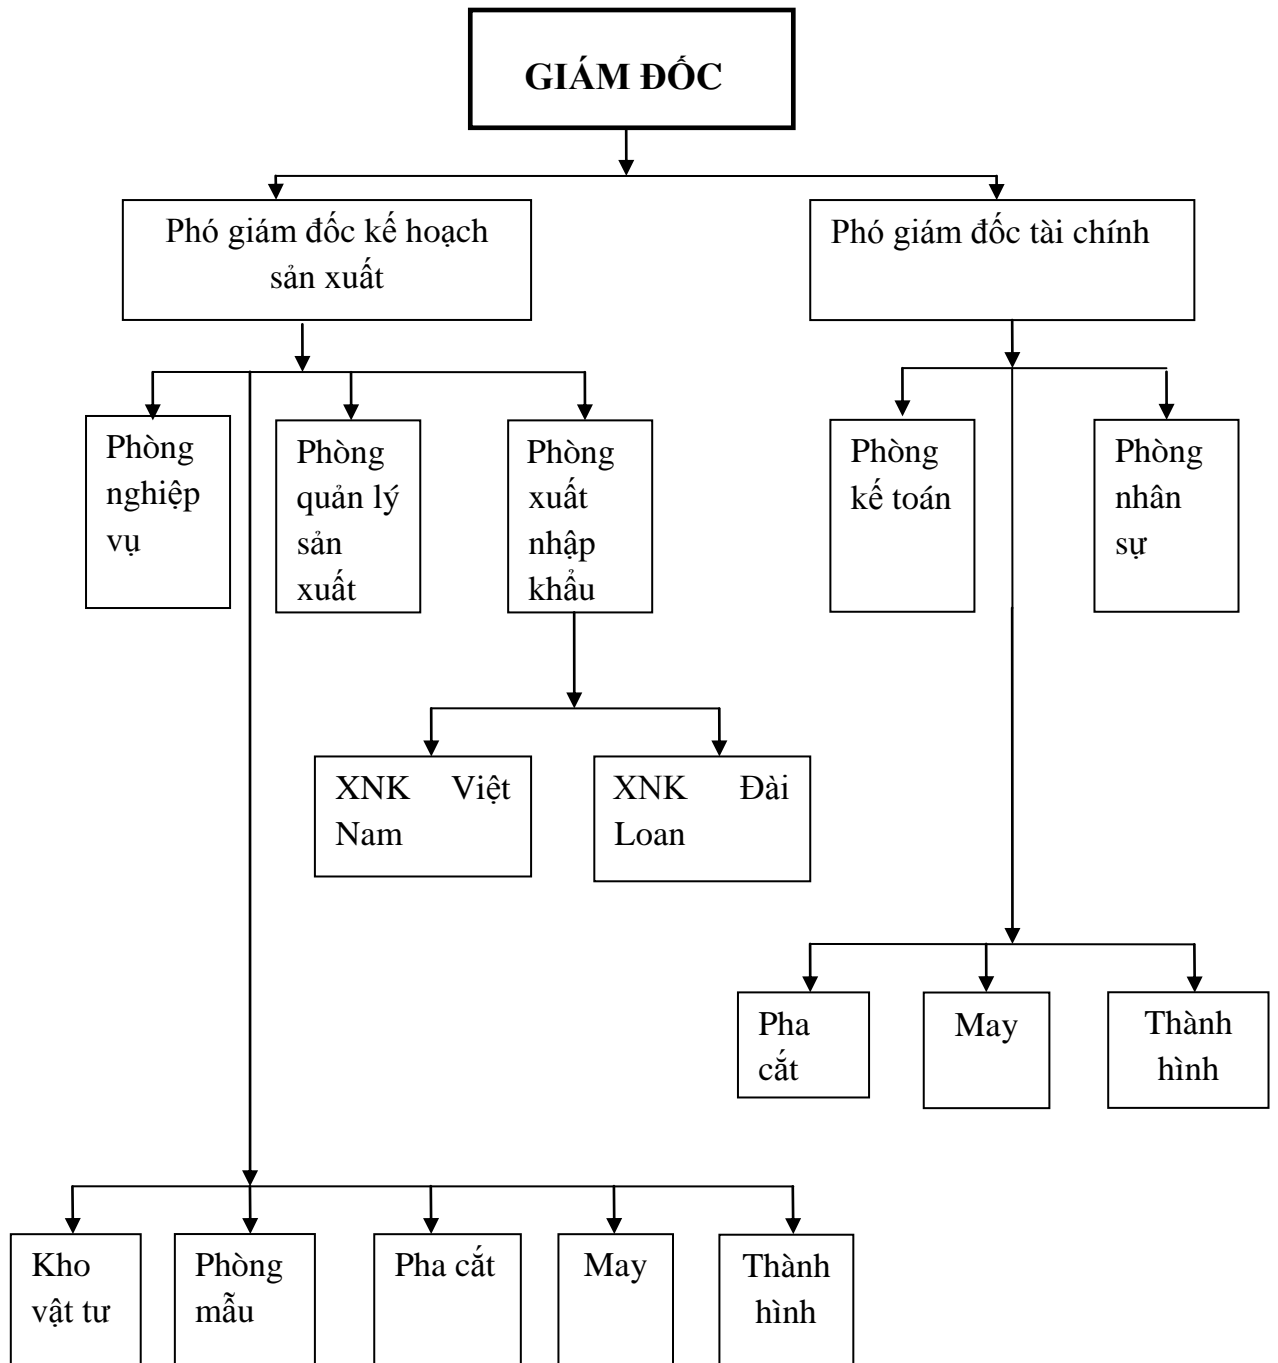 GIÁM ĐỐC
Phó giám đốc kế hoạch
sản xuất
Phó giám đốc tài chính
Phòng
nghiệp
vụ
Phòng
quản lý
sản
xuất
Phòng
xuất
nhập
khẩu
Phòng
kế toán
Phòng
nhân
sự
XNK Việt
Nam
XNK Đài
Loan
Pha
cắt
May
Thành
hình
Kho
vật tư
Phòng
mẫu
Pha cắt
May
Thành
hình